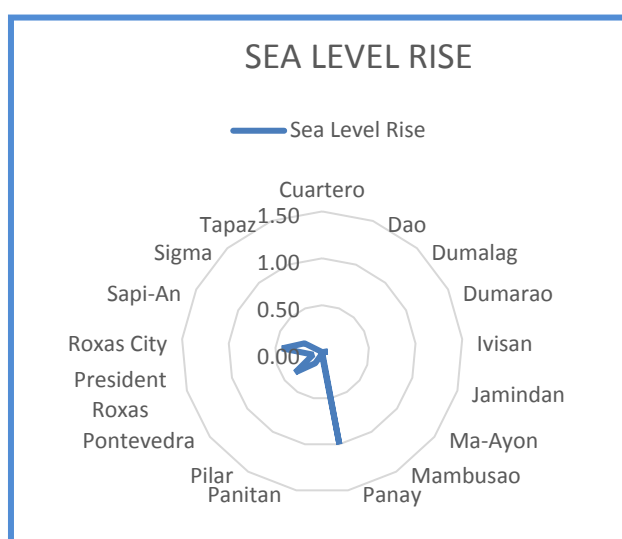 SEA LEVEL RISE
Sea Level Rise
Cuartero
Dao
Dumalag
Dumarao
Ivisan
Jamindan
Ma-Ayon
Mambusao
Panay
Panitan
Pilar
Pontevedra
President
Roxas
Roxas City
Sapi-An
Sigma
Tapaz
1.50
1.00
0.50
0.00